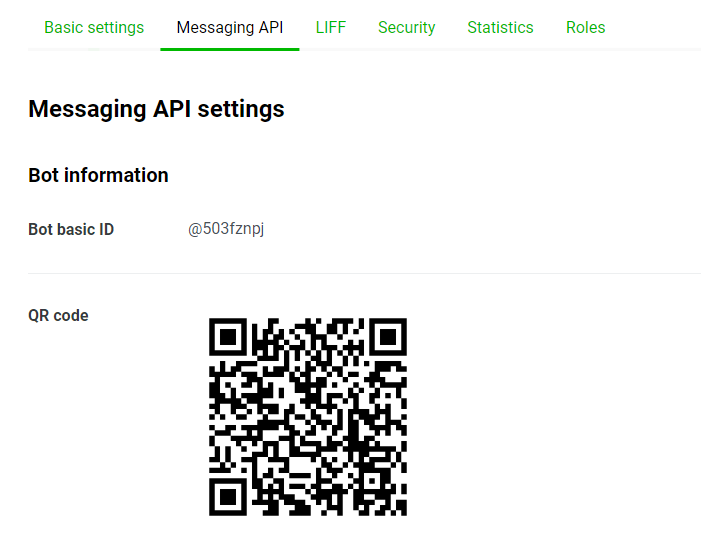 Basic settings Messaging API LIFF Security Statistics Roles
Messaging API settings
Bot information
Bot basic ID @503fznpj
QR code